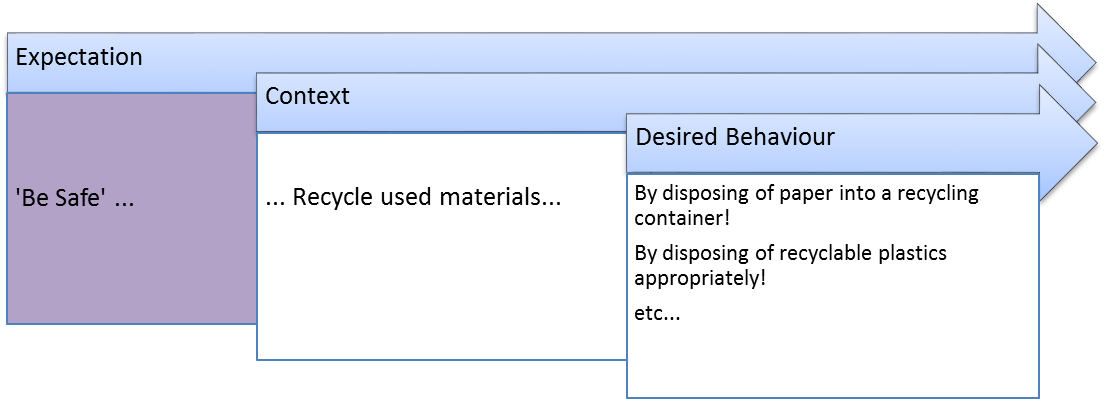 Expectation
Context
Desired Behaviour
'Be Safe' ...
... Recycle used materials...
By disposing of paper into a recycling
container!
By disposing of recyclable plastics
appropriately!
etc...